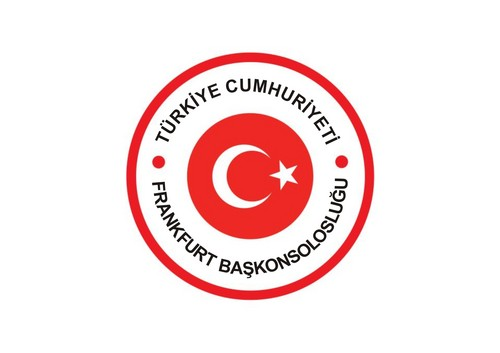 TÜRKİYE CUMHURİYETİ
FRANKFURT BAŞKONSOLOSLUĞU